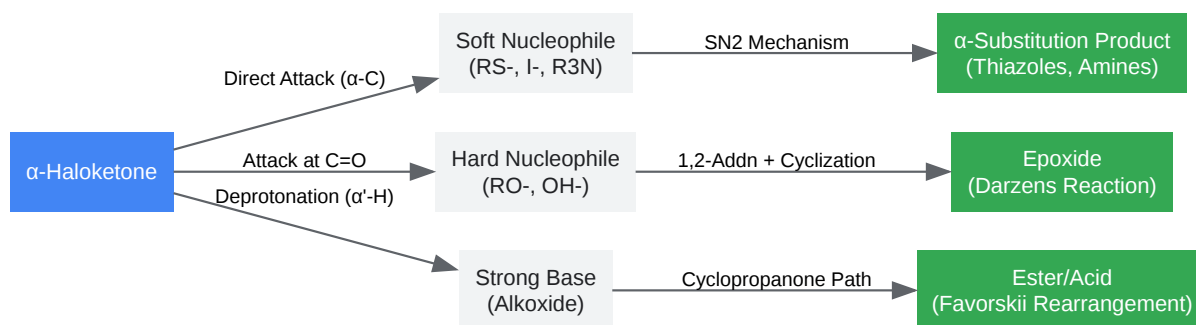 Soft Nucleophile
(RS-, I-, R3N)
SN2 Mechanism
α-Substitution Product
(Thiazoles, Amines)
Direct Attack (α-C)
α-Haloketone
Attack at C=O
Hard Nucleophile
(RO-, OH-)
1,2-Addn + Cyclization
Epoxide
(Darzens Reaction)
Deprotonation (α'-H)
Strong Base
(Alkoxide)
Cyclopropanone Path
Ester/Acid
(Favorskii Rearrangement)